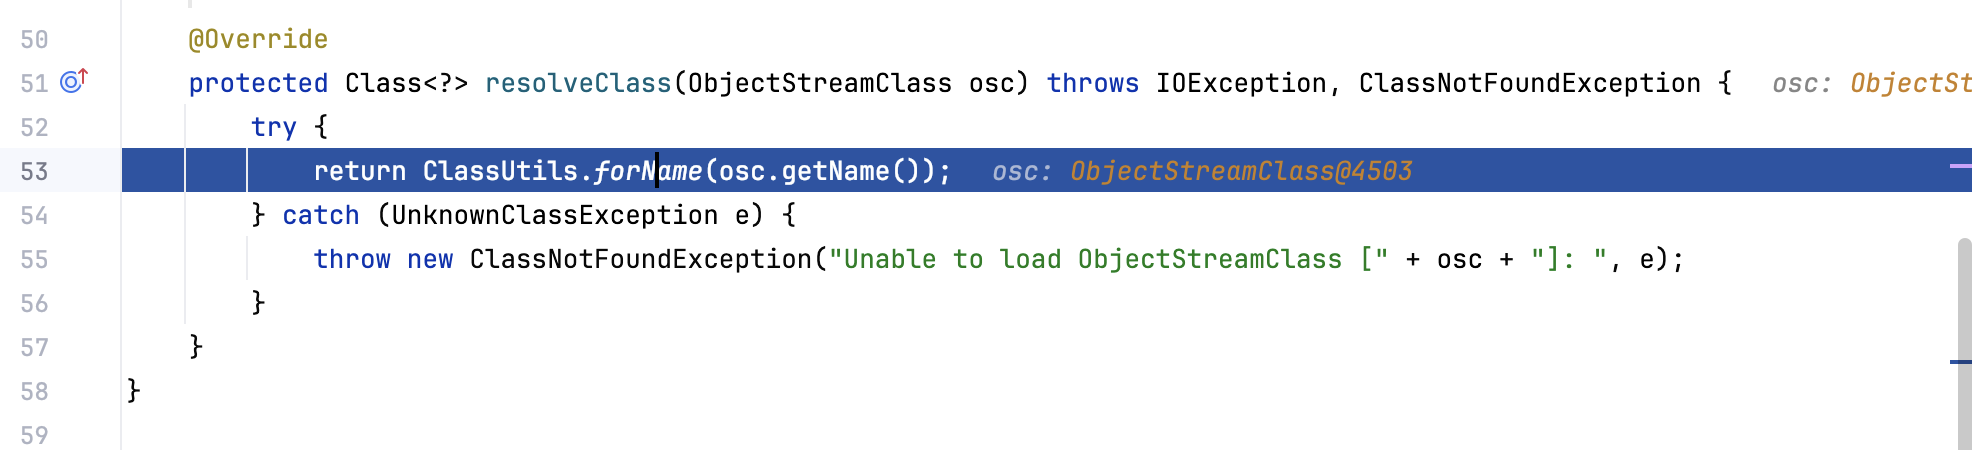 50 @Override
51 protected Class<?> resolveClass(ObjectStreamClass osc) throws IOException, ClassNotFoundException { osc: ObjectSt
52 try {
53 return ClassUtils.forName(osc.getName()); osc: ObjectStreamClass@4503
54 } catch (UnknownClassException e) {
55 throw new ClassNotFoundException("Unable to load ObjectStreamClass [" + osc + "]: ", e);
56 }
57 }
58 }
59